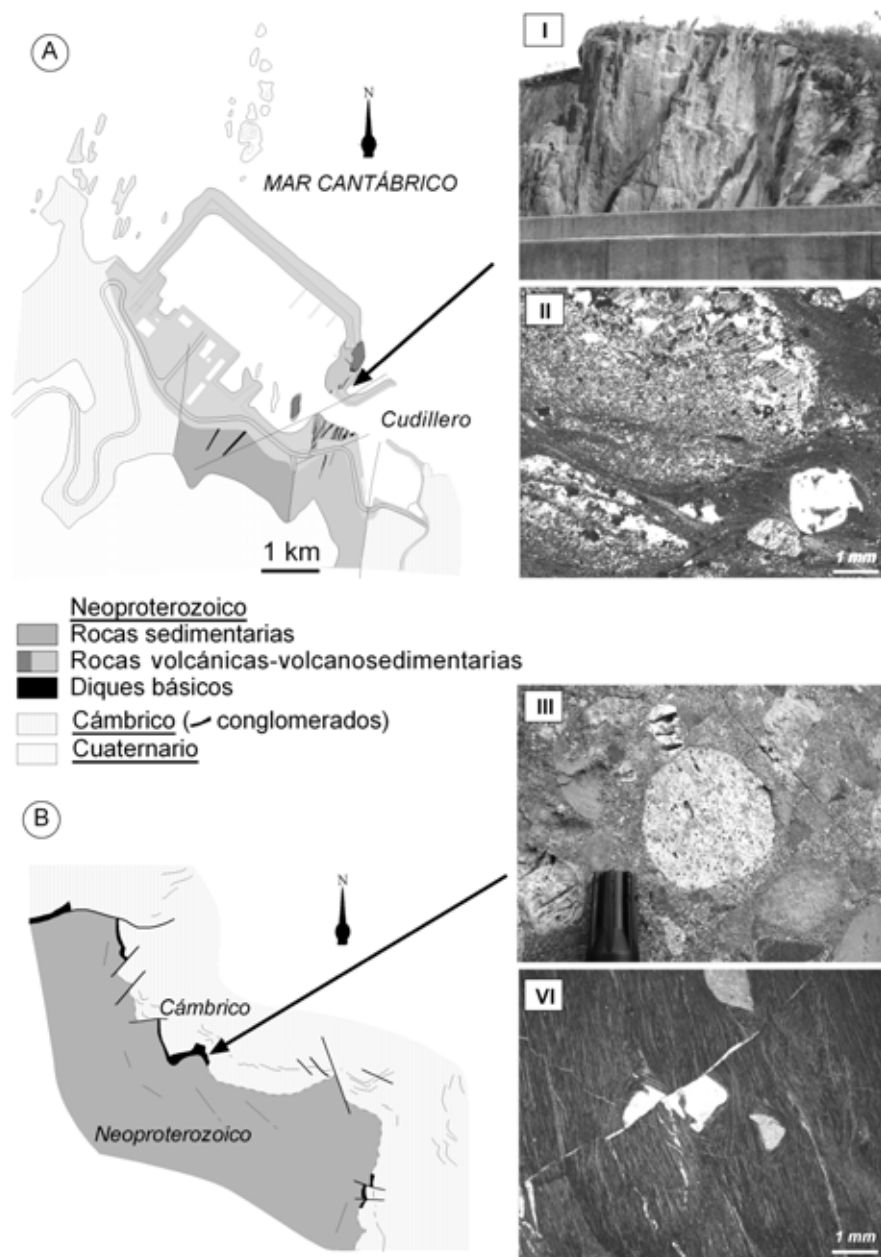 A
N
MAR CANTÁBRICO
Cudillero
1 km
I
II
1 mm
Neoproterozoico
Rocas sedimentarias
Rocas volcánicas-volcanosedimentarias
Diques básicos
Cámbrico ( conglomerados)
Cuaternario
III
B
N
Cámbrico
Neoproterozoico
VI
1 mm